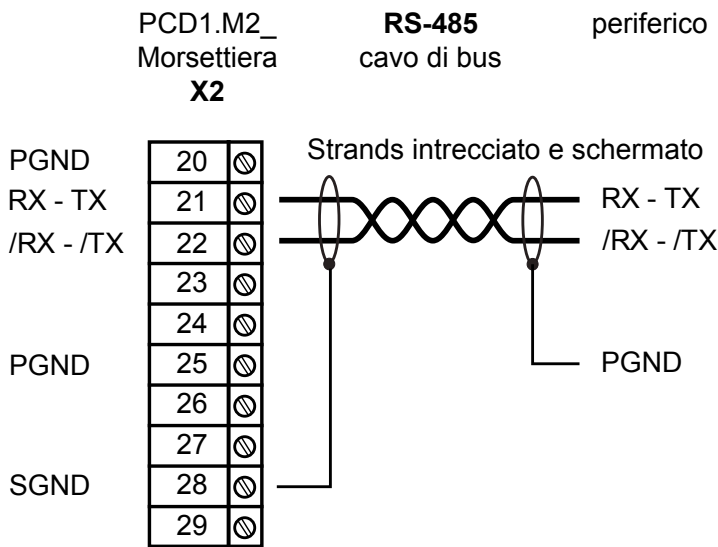 PCD1.M2_ RS-485 periferico
Morsettiera cavo di bus
X2
Strands intrecciato e schermato
PGND 20
RX - TX 21 RX - TX
/RX - /TX 22 /RX - /TX
23
24
PGND 25 PGND
26
27
SGND 28
29